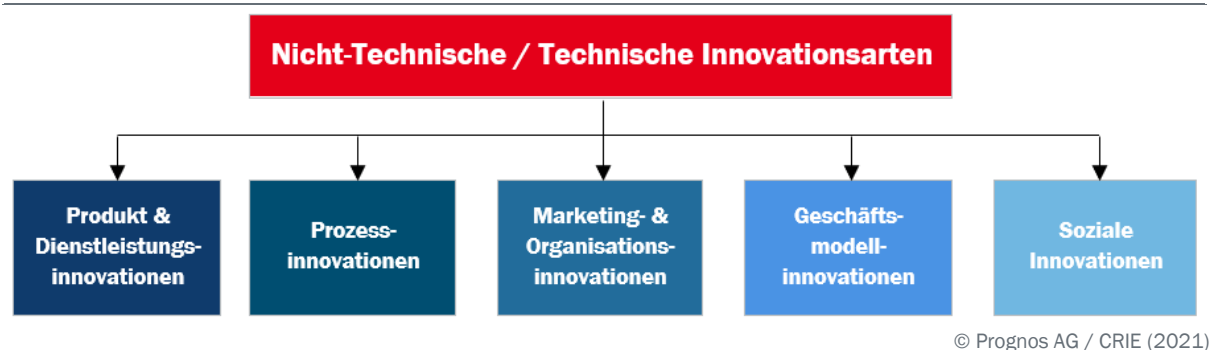 Nicht-Technische / Technische Innovationsarten
Produkt &
Dienstleistungs-
innovationen
Prozess-
innovationen
Marketing- &
Organisations-
innovationen
Geschäfts-
modell-
innovationen
Soziale
Innovationen
© Prognos AG / CRIE (2021)